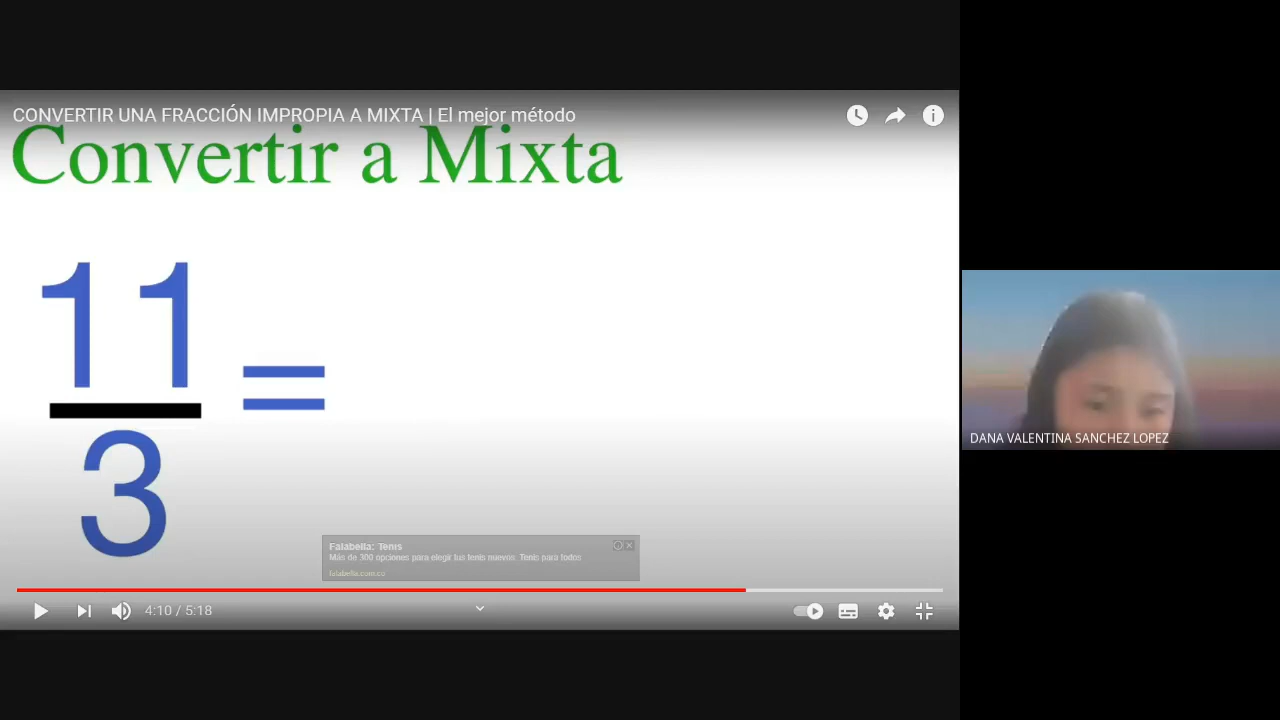 CONVERTIR UNA FRACCIÓN IMPROPIA A MIXTA | El mejor método
Convertir a Mixta
11
=
3
Falabella: Tenis
Más de 300 opciones para elegir tus tenis nuevos. Tenis para todos
falabella.com.co
4:10 / 5:18
DANA VALENTINA SANCHEZ LOPEZ